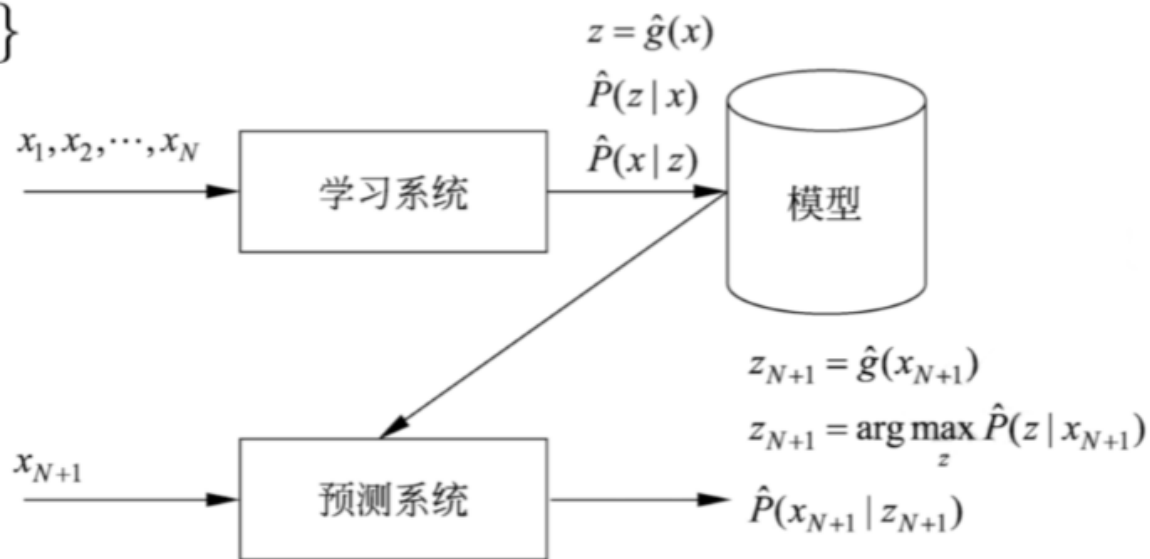 }
z = ĝ(x)
P̂(z | x)
P̂(x | z)
x₁, x₂, ⋯, x_N
学习系统
模型
z_{N+1} = ĝ(x_{N+1})
z_{N+1} = arg max_z P̂(z | x_{N+1})
x_{N+1}
预测系统
P̂(x_{N+1} | z_{N+1})